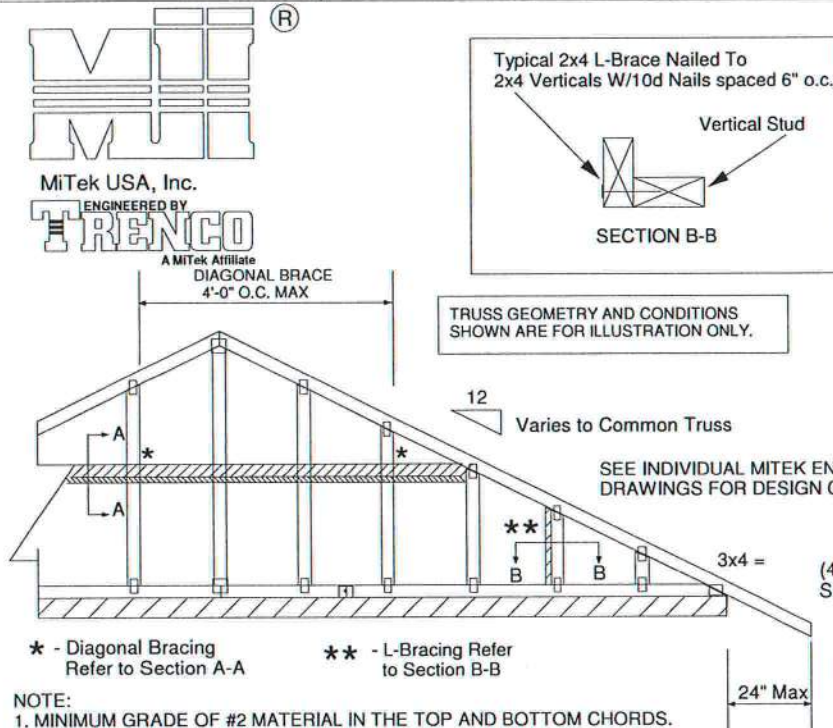 MiTek
®
MiTek USA, Inc.
ENGINEERED BY
TRENCO
A MiTek Affiliate
Typical 2x4 L-Brace Nailed To
2x4 Verticals W/10d Nails spaced 6" o.c.
Vertical Stud
SECTION B-B
DIAGONAL BRACE
4'-0" O.C. MAX
TRUSS GEOMETRY AND CONDITIONS
SHOWN ARE FOR ILLUSTRATION ONLY.
12
Varies to Common Truss
A
*
*
SEE INDIVIDUAL MITEK EN
DRAWINGS FOR DESIGN
A
**
B
B
3x4 =
(4
S
* - Diagonal Bracing
Refer to Section A-A
** - L-Bracing Refer
to Section B-B
24" Max
NOTE:
1. MINIMUM GRADE OF #2 MATERIAL IN THE TOP AND BOTTOM CHORDS.